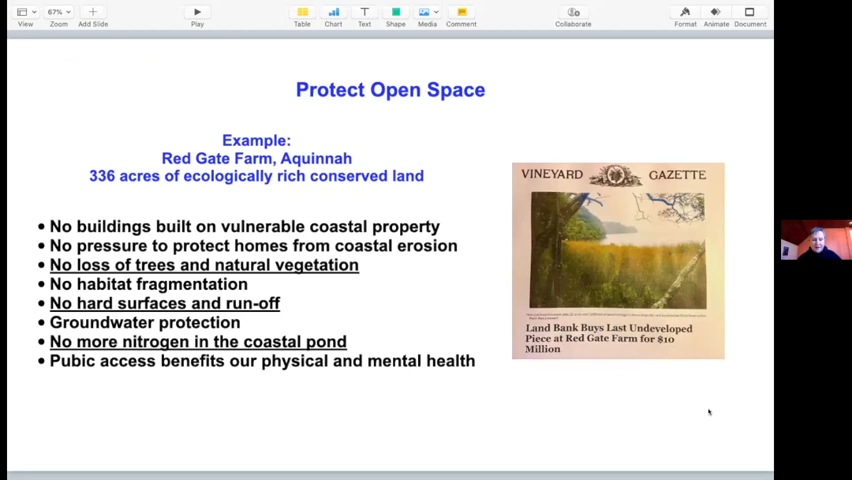 View
67%
Zoom
Add Slide
Play
Table
Chart
Text
Shape
Media
Comment
Collaborate
Format
Animate
Document
Protect Open Space
Example:
Red Gate Farm, Aquinnah
336 acres of ecologically rich conserved land
• No buildings built on vulnerable coastal property
• No pressure to protect homes from coastal erosion
• No loss of trees and natural vegetation
• No habitat fragmentation
• No hard surfaces and run-off
• Groundwater protection
• No more nitrogen in the coastal pond
• Pubic access benefits our physical and mental health
VINEYARD GAZETTE
Land Bank Buys Last Undeveloped
Piece at Red Gate Farm for $10
Million